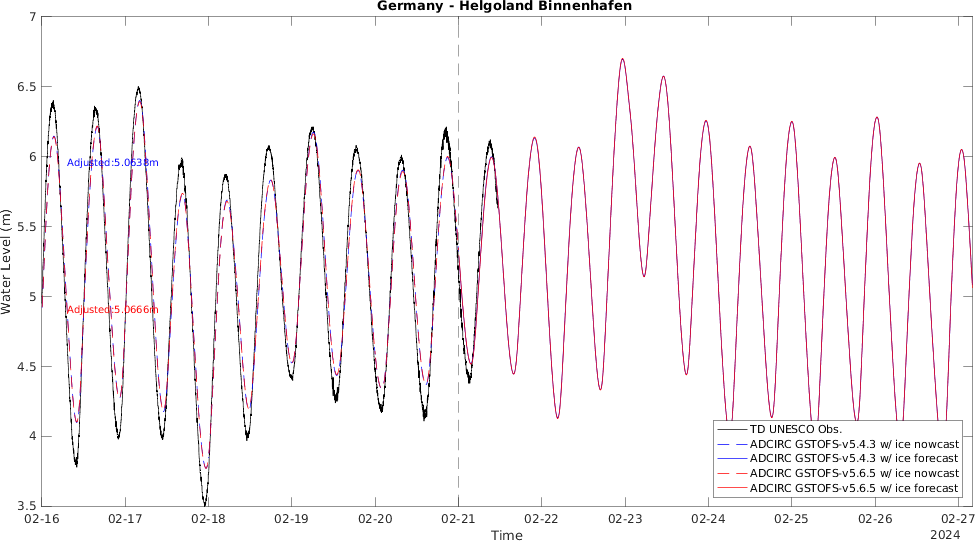 Germany - Helgoland Binnenhafen
7
6.5
6
5.5
5
4.5
4
3.5
Water Level (m)
Adjusted:5.0638m
Adjusted:5.0666m
TD UNESCO Obs.
ADCIRC GSTOFS-v5.4.3 w/ ice nowcast
ADCIRC GSTOFS-v5.4.3 w/ ice forecast
ADCIRC GSTOFS-v5.6.5 w/ ice nowcast
ADCIRC GSTOFS-v5.6.5 w/ ice forecast
02-16 02-17 02-18 02-19 02-20 02-21 02-22 02-23 02-24 02-25 02-26 02-27
Time
2024